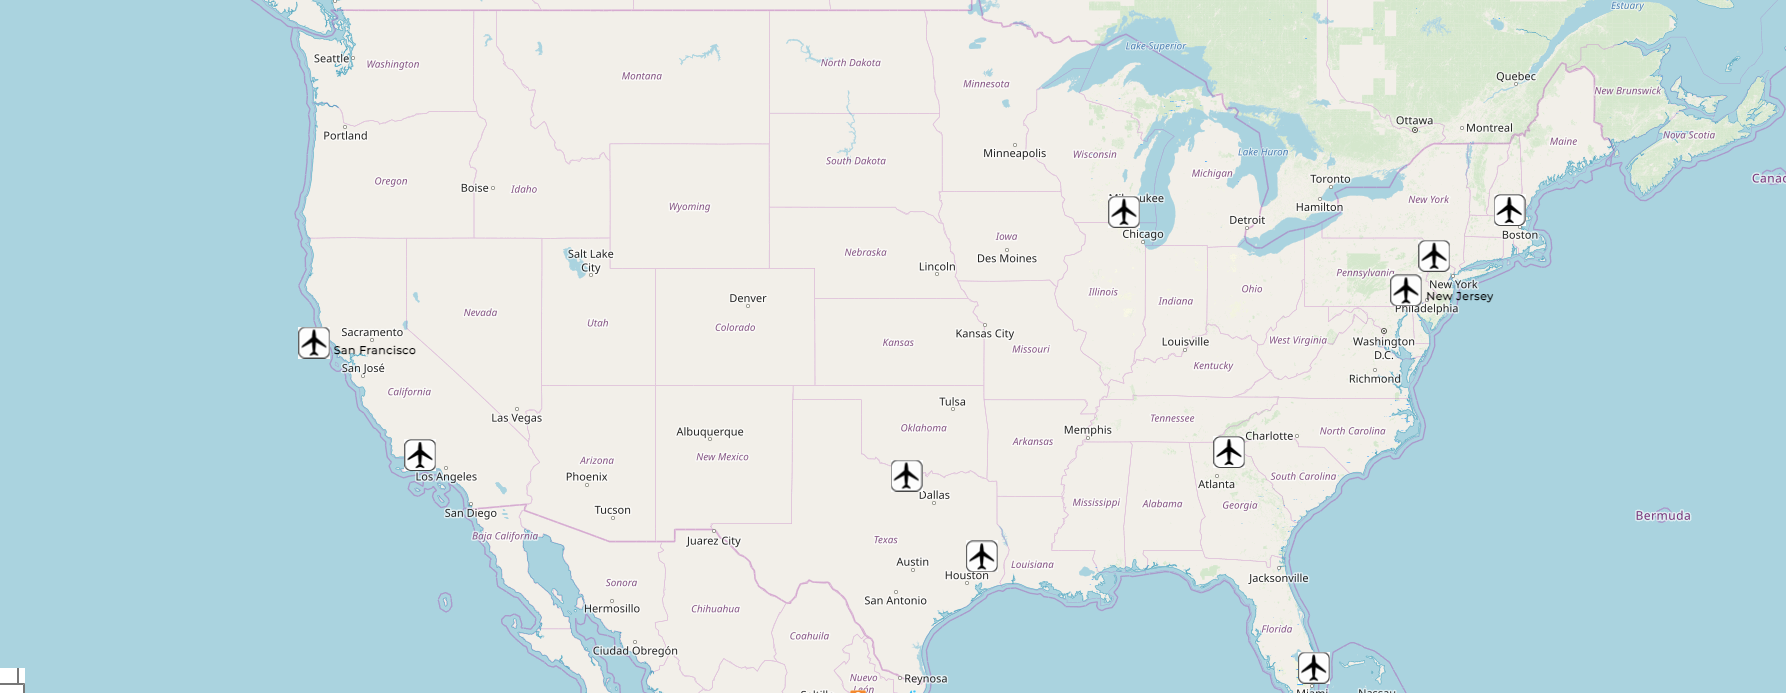 Estuary
Lake Superior
Seattle
Washington
North Dakota
Montana
Minnesota
Quebec
New Brunswick
Ottawa
Montreal
Portland
Nova Scotia
Maine
Minneapolis
Wisconsin
Lake Huron
South Dakota
Michigan
Toronto
Canad
Oregon
Boise
Idaho
New York
Wyoming
Hamilton
Detroit
Chicago
Boston
Iowa
Nebraska
Salt Lake
City
Des Moines
Lincoln
Pennsylvania
New York
Illinois
Ohio
New Jersey
Indiana
Denver
Philadelphia
Nevada
Utah
Colorado
Sacramento
Kansas City
San Francisco
Kansas
Missouri
Louisville
West Virginia
Washington
D.C.
San José
Kentucky
Richmond
California
Tulsa
Las Vegas
Tennessee
Albuquerque
Oklahoma
Memphis
Arkansas
Charlotte
North Carolina
New Mexico
Arizona
Phoenix
Los Angeles
Atlanta
South Carolina
Dallas
Mississippi
Alabama
Georgia
Tucson
San Diego
Bermuda
Baja California
Juarez City
Texas
Austin
Louisiana
Houston
Jacksonville
Sonora
San Antonio
Hermosillo
Chihuahua
Florida
Coahuila
Ciudad Obregón
Nuevo
León
Reynosa
Miami
Nassau